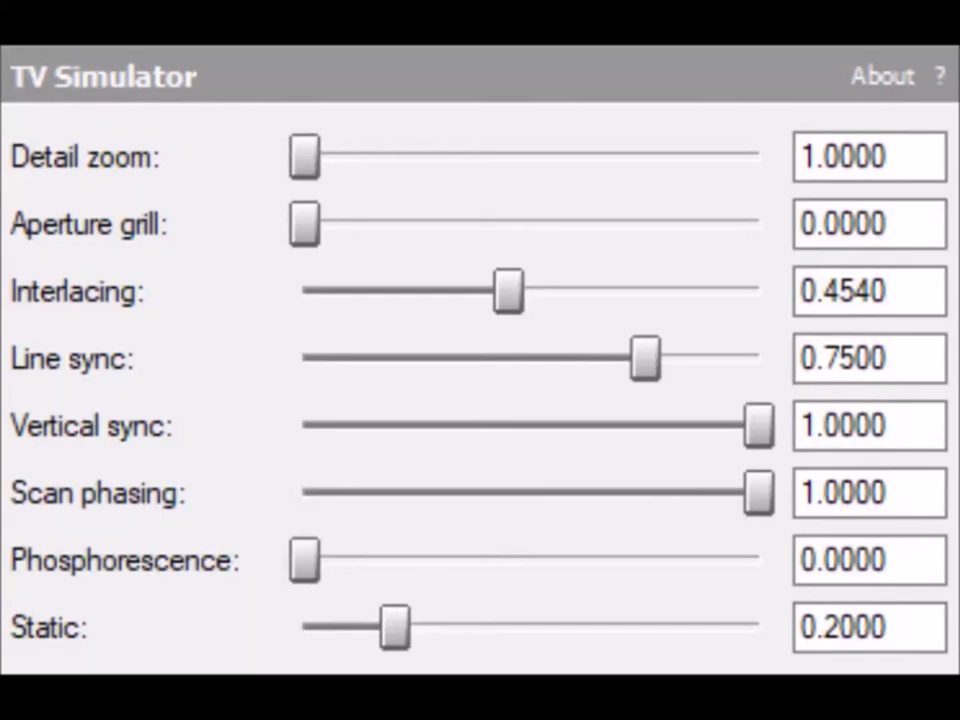 TV Simulator About ?
Detail zoom: 1.0000
Aperture grill: 0.0000
Interlacing: 0.4540
Line sync: 0.7500
Vertical sync: 1.0000
Scan phasing: 1.0000
Phosphorescence: 0.0000
Static: 0.2000